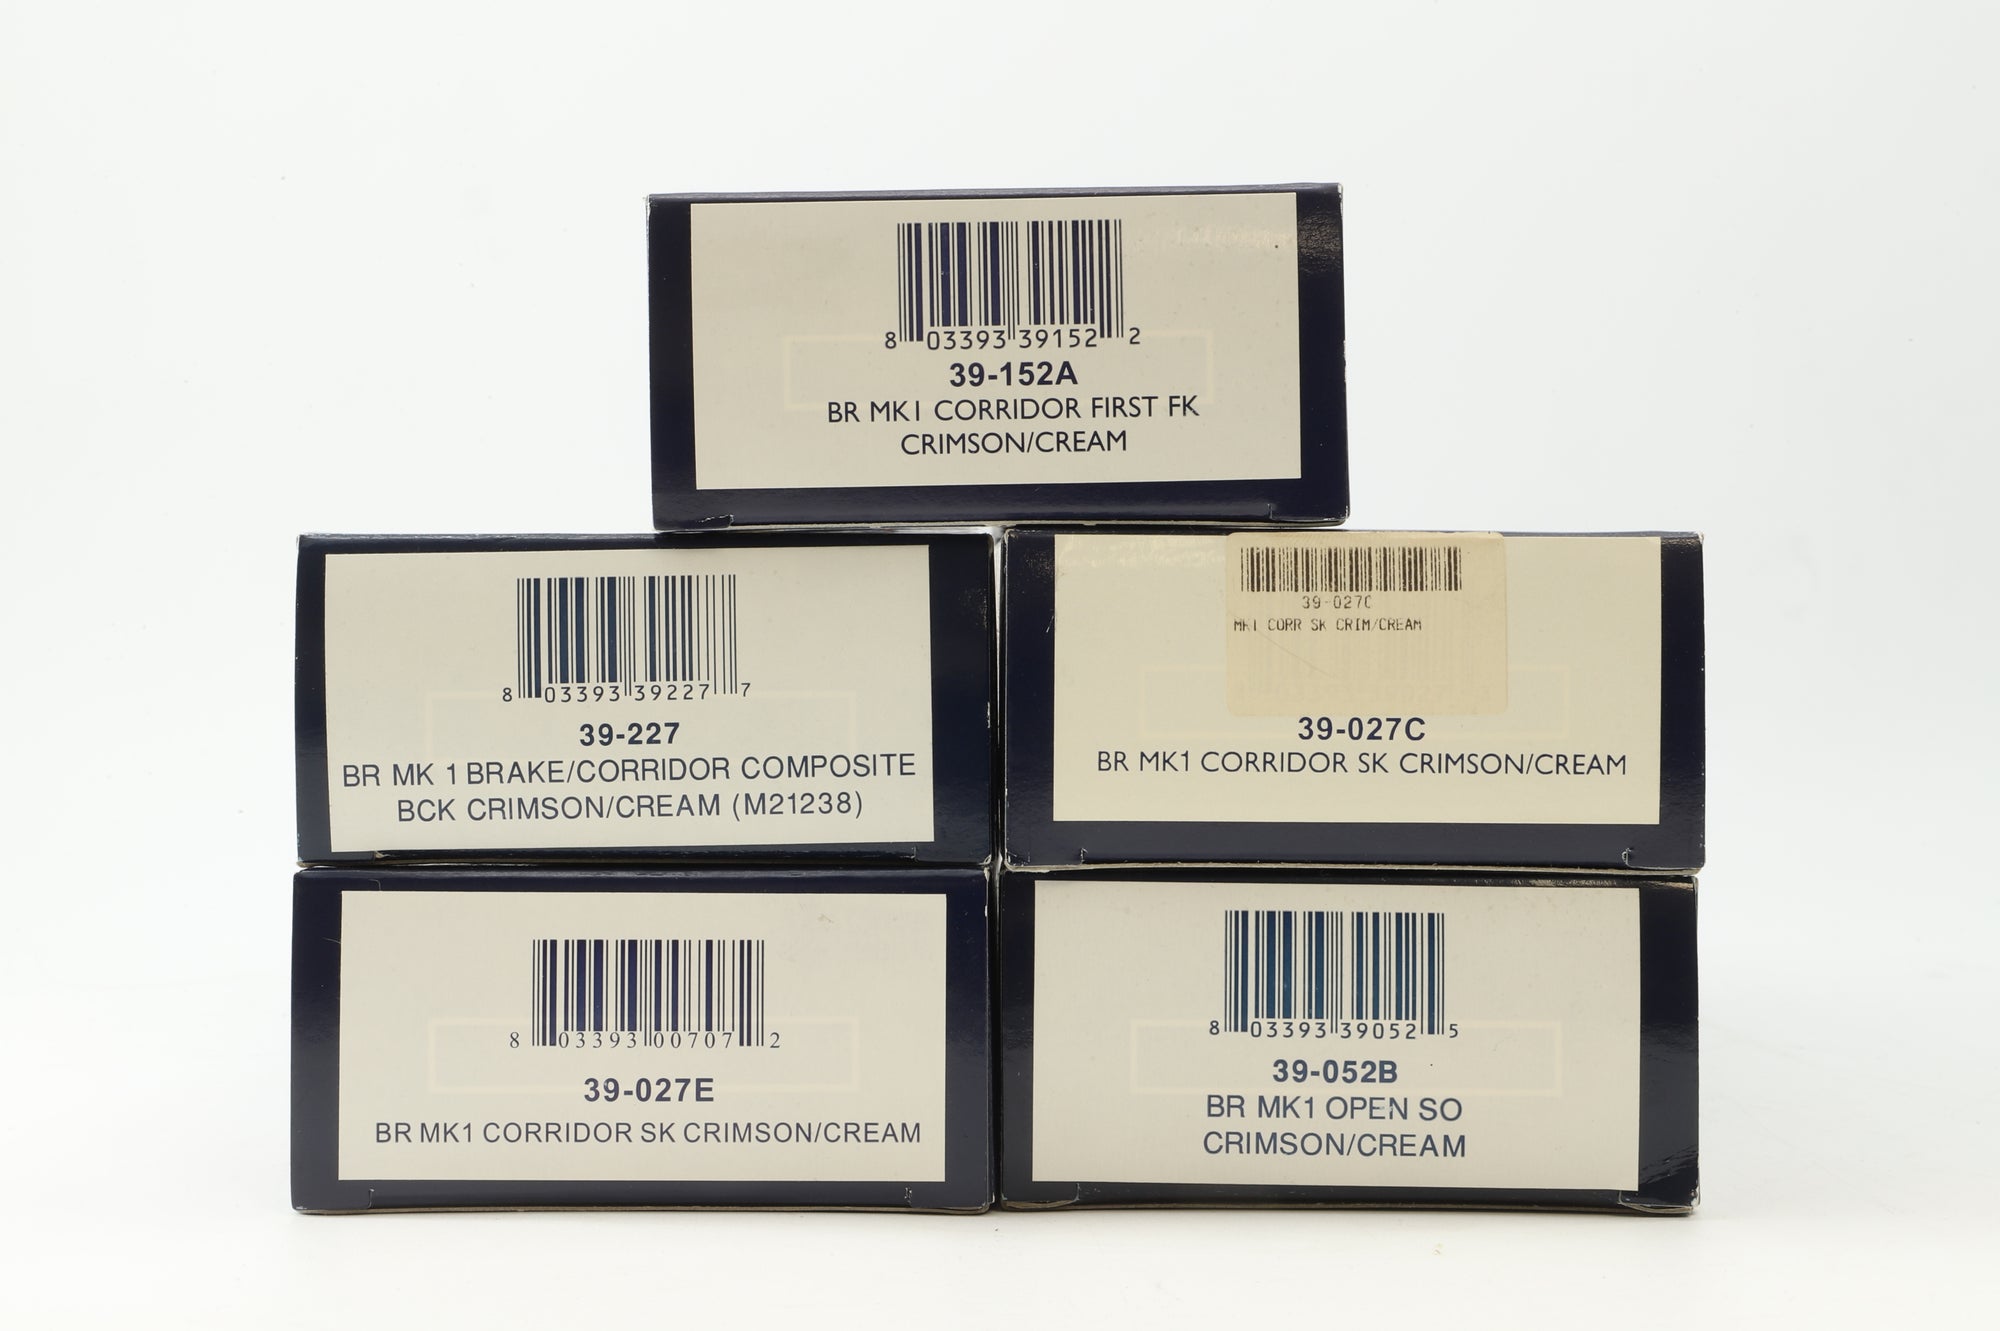 8 03393 39152 2
39-152A
BR MK1 CORRIDOR FIRST FK
CRIMSON/CREAM
8 03393 39227 7
39-227
BR MK 1 BRAKE/CORRIDOR COMPOSITE
BCK CRIMSON/CREAM (M21238)
39-027C
MK1 CORR SK CRIM/CREAM
39-027C
BR MK1 CORRIDOR SK CRIMSON/CREAM
8 03393 00707 2
39-027E
BR MK1 CORRIDOR SK CRIMSON/CREAM
8 03393 39052 5
39-052B
BR MK1 OPEN SO
CRIMSON/CREAM